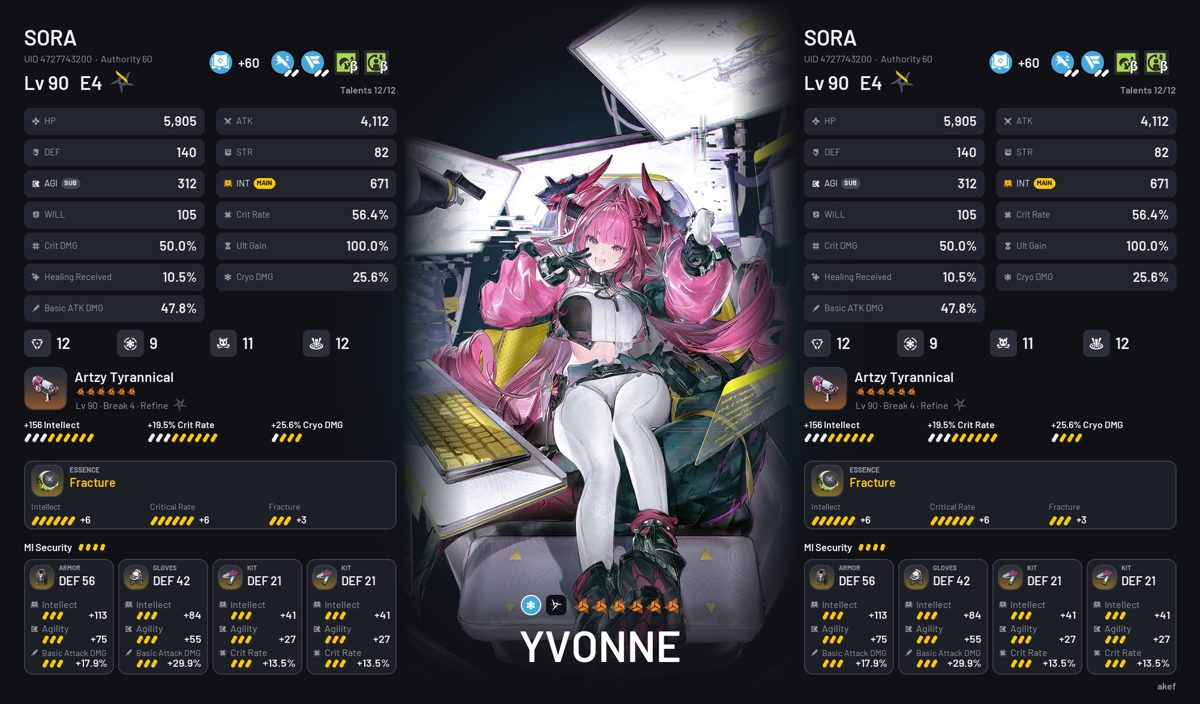 SORA
UID 4727743200 · Authority 60
+60
Lv 90 E4
Talents 12/12
HP 5,905
ATK 4,112
DEF 140
STR 82
AGI SUB 312
INT MAIN 671
WILL 105
Crit Rate 56.4%
Crit DMG 50.0%
Ult Gain 100.0%
Healing Received 10.5%
Cryo DMG 25.6%
Basic ATK DMG 47.8%
12 9 11 12
Artzy Tyrannical
Lv 90 · Break 4 · Refine
+156 Intellect +19.5% Crit Rate +25.6% Cryo DMG
ESSENCE
Fracture
Intellect Critical Rate Fracture
+6 +6 +3
MI Security
ARMOR GLOVES KIT KIT
DEF 56 DEF 42 DEF 21 DEF 21
Intellect Intellect Intellect Intellect
+113 +84 +41 +41
Agility Agility Agility Agility
+75 +55 +27 +27
Basic Attack DMG Basic Attack DMG Crit Rate Crit Rate
+17.9% +29.9% +13.5% +13.5%
YVONNE
SORA
UID 4727743200 · Authority 60
+60
Lv 90 E4
Talents 12/12
HP 5,905
ATK 4,112
DEF 140
STR 82
AGI SUB 312
INT MAIN 671
WILL 105
Crit Rate 56.4%
Crit DMG 50.0%
Ult Gain 100.0%
Healing Received 10.5%
Cryo DMG 25.6%
Basic ATK DMG 47.8%
12 9 11 12
Artzy Tyrannical
Lv 90 · Break 4 · Refine
+156 Intellect +19.5% Crit Rate +25.6% Cryo DMG
ESSENCE
Fracture
Intellect Critical Rate Fracture
+6 +6 +3
MI Security
ARMOR GLOVES KIT KIT
DEF 56 DEF 42 DEF 21 DEF 21
Intellect Intellect Intellect Intellect
+113 +84 +41 +41
Agility Agility Agility Agility
+75 +55 +27 +27
Basic Attack DMG Basic Attack DMG Crit Rate Crit Rate
+17.9% +29.9% +13.5% +13.5%
akef